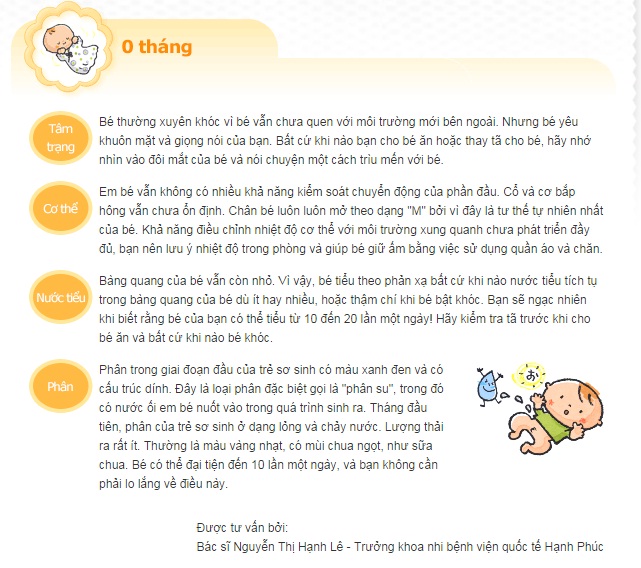 0 tháng
Tâm
trạng
Bé thường xuyên khóc vì bé vẫn chưa quen với môi trường mới bên ngoài. Nhưng bé yêu
khuôn mặt và giọng nói của bạn. Bất cứ khi nào bạn cho bé ăn hoặc thay tã cho bé, hãy nhớ
nhìn vào đôi mắt của bé và nói chuyện một cách trìu mến với bé.
Cơ thể
Em bé vẫn không có nhiều khả năng kiểm soát chuyển động của phần đầu. Cổ và cơ bắp
hông vẫn chưa ổn định. Chân bé luôn luôn mở theo dạng "M" bởi vì đây là tư thế tự nhiên nhất
của bé. Khả năng điều chỉnh nhiệt độ cơ thể với môi trường xung quanh chưa phát triển đầy
đủ, bạn nên lưu ý nhiệt độ trong phòng và giúp bé giữ ấm bằng việc sử dụng quần áo và chăn.
Nước tiểu
Bàng quang của bé vẫn còn nhỏ. Vì vậy, bé tiểu theo phản xạ bất cứ khi nào nước tiểu tích tụ
trong bàng quang của bé dù ít hay nhiều, hoặc thậm chí khi bé bật khóc. Bạn sẽ ngạc nhiên
khi biết rằng bé của bạn có thể tiểu từ 10 đến 20 lần một ngày! Hãy kiểm tra tã trước khi cho
bé ăn và bất cứ khi nào bé khóc.
Phân
Phân trong giai đoạn đầu của trẻ sơ sinh có màu xanh đen và có
cấu trúc dính. Đây là loại phân đặc biệt gọi là "phân su", trong đó
có nước ối em bé nuốt vào trong quá trình sinh ra. Tháng đầu
tiên, phân của trẻ sơ sinh ở dạng lỏng và chảy nước. Lượng thải
ra rất ít. Thường là màu vàng nhạt, có mùi chua ngọt, như sữa
chua. Bé có thể đại tiện đến 10 lần một ngày, và bạn không cần
phải lo lắng về điều này.
お
Được tư vấn bởi:
Bác sĩ Nguyễn Thị Hạnh Lê - Trưởng khoa nhi bệnh viện quốc tế Hạnh Phúc